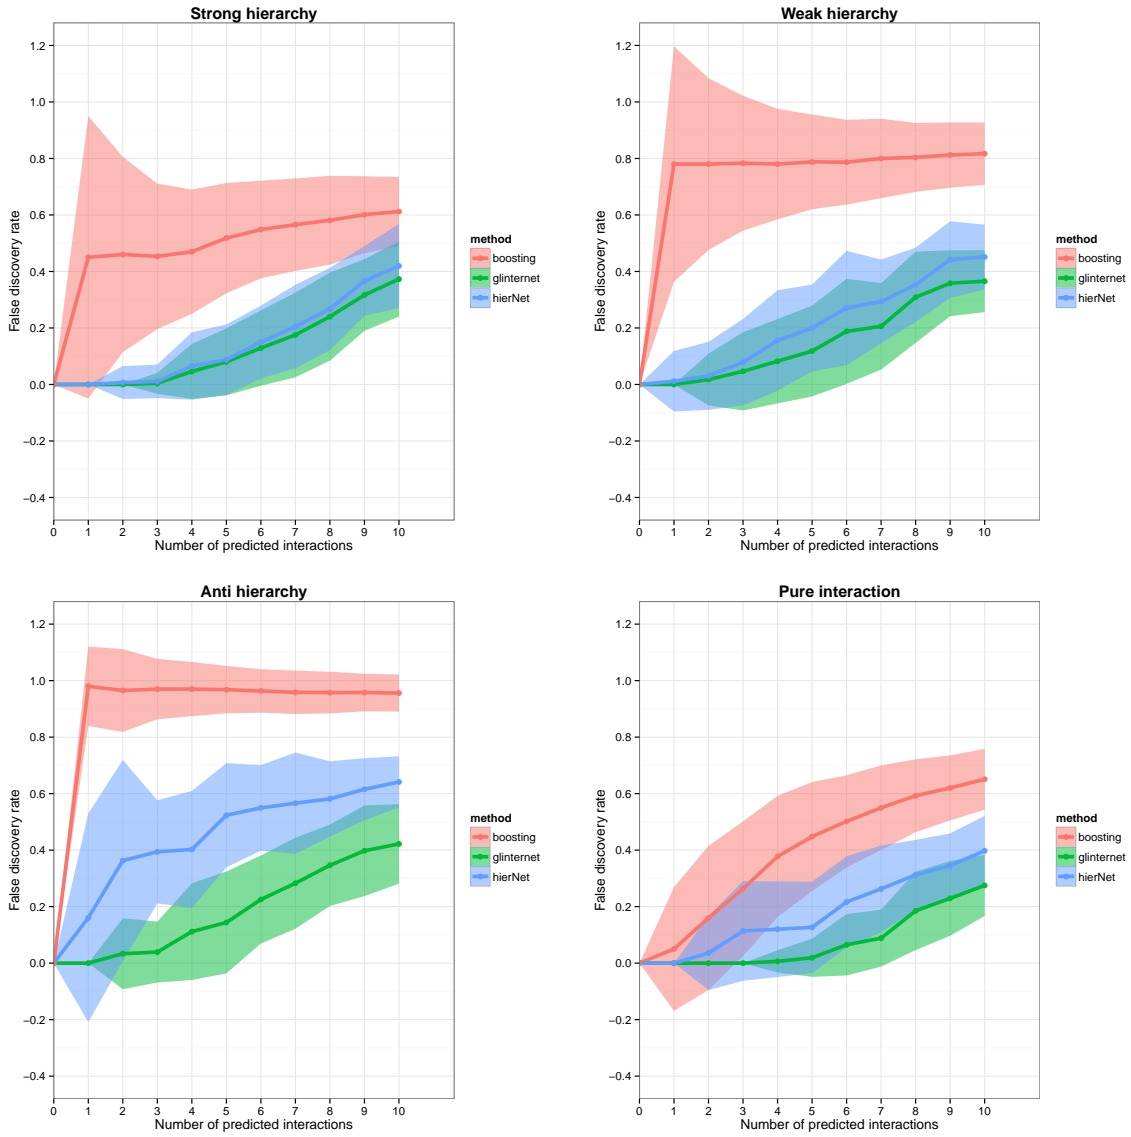 Strong hierarchy
1.2
1.0
0.8
0.6
0.4
0.2
0.0
−0.2
−0.4
0 1 2 3 4 5 6 7 8 9 10
Number of predicted interactions
False discovery rate
method
boosting
glinternet
hierNet
Weak hierarchy
1.2
1.0
0.8
0.6
0.4
0.2
0.0
−0.2
−0.4
0 1 2 3 4 5 6 7 8 9 10
Number of predicted interactions
False discovery rate
method
boosting
glinternet
hierNet
Anti hierarchy
1.2
1.0
0.8
0.6
0.4
0.2
0.0
−0.2
−0.4
0 1 2 3 4 5 6 7 8 9 10
Number of predicted interactions
False discovery rate
method
boosting
glinternet
hierNet
Pure interaction
1.2
1.0
0.8
0.6
0.4
0.2
0.0
−0.2
−0.4
0 1 2 3 4 5 6 7 8 9 10
Number of predicted interactions
False discovery rate
method
boosting
glinternet
hierNet